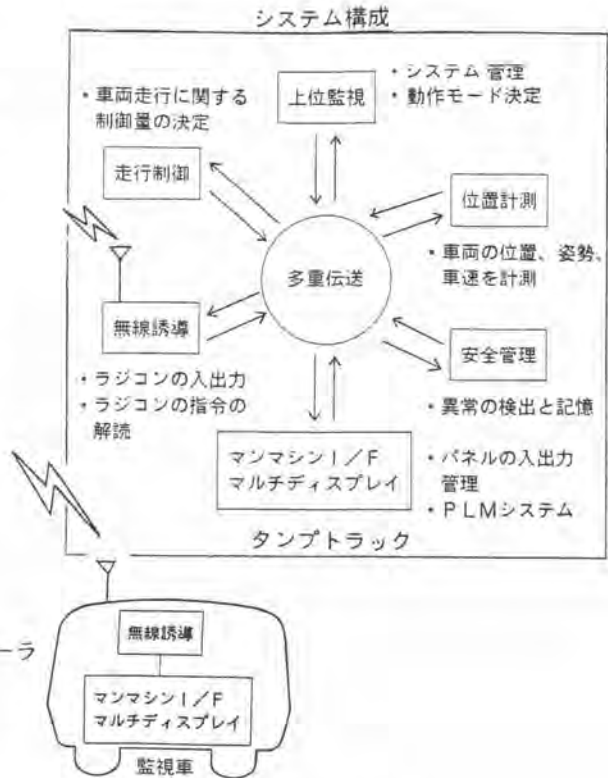 システム構成
・システム 管理
・動作モード決定
上位監視
・車両走行に関する
制御量の決定
走行制御
位置計測
・車両の位置、姿勢、
車速を計測
多重伝送
無線誘導
・ラジコンの入出力
・ラジコンの指令の
解読
安全管理
・異常の検出と記憶
マンマシンI/F
マルチディスプレイ
・パネルの入出力
管理
・PLMシステム
タンプトラック
ーラ
無線誘導
マンマシンI/F
マルチディスプレイ
監視車